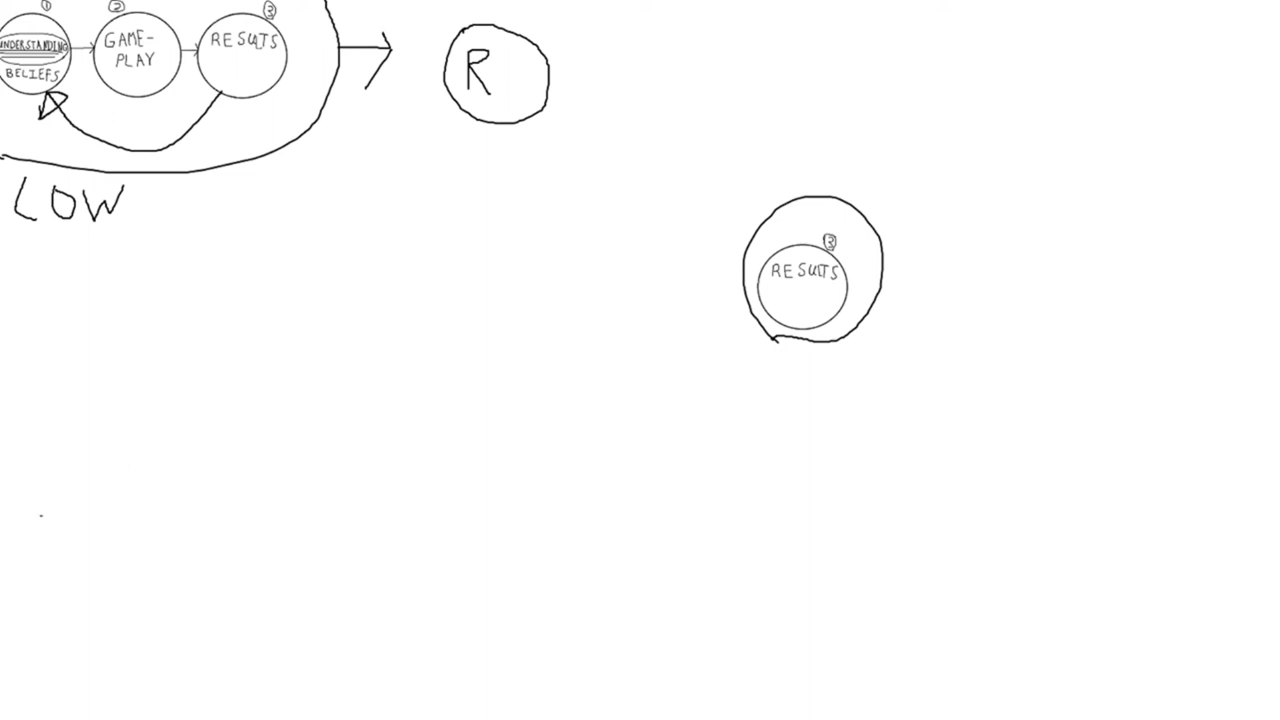 1
UNDERSTANDING
BELIEFS
2
GAME-
PLAY
3
RESULTS
R
LOW
3
RESULTS